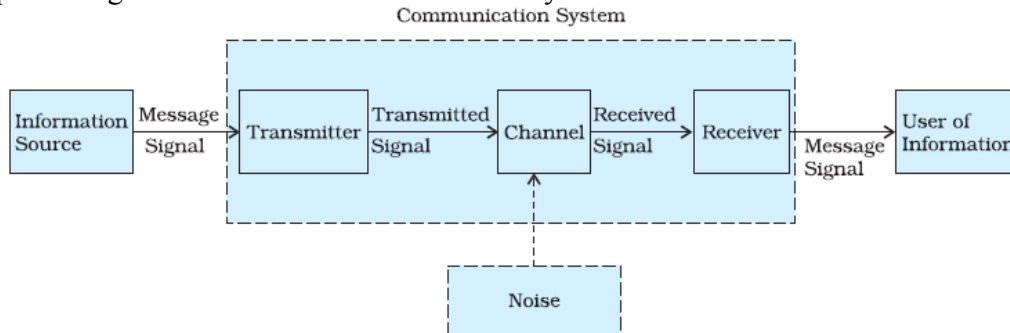 Communication System
Information
Source
Message
Signal
Transmitter
Transmitted
Signal
Channel
Received
Signal
Receiver
Message
Signal
User of
Information
Noise